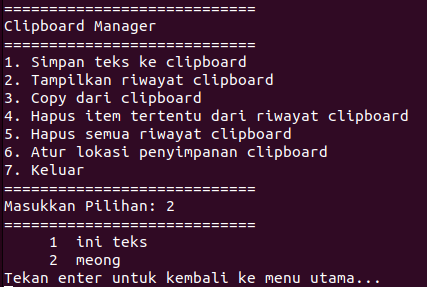 ============================
Clipboard Manager
============================
1. Simpan teks ke clipboard
2. Tampilkan riwayat clipboard
3. Copy dari clipboard
4. Hapus item tertentu dari riwayat clipboard
5. Hapus semua riwayat clipboard
6. Atur lokasi penyimpanan clipboard
7. Keluar
============================
Masukkan Pilihan: 2
============================
     1  ini teks
     2  meong
Tekan enter untuk kembali ke menu utama...